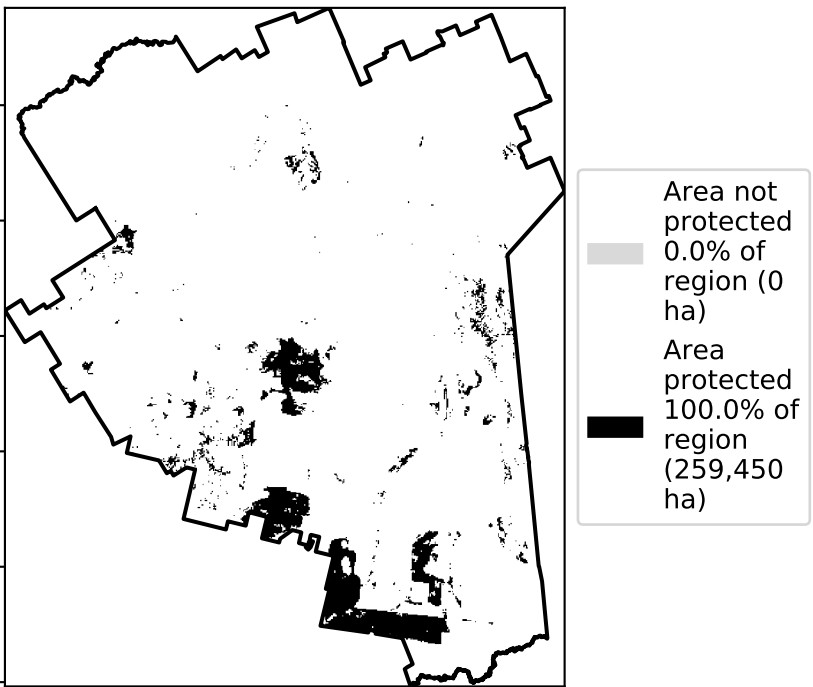 Area not
protected
0.0% of
region (0
ha)
Area
protected
100.0% of
region
(259,450
ha)